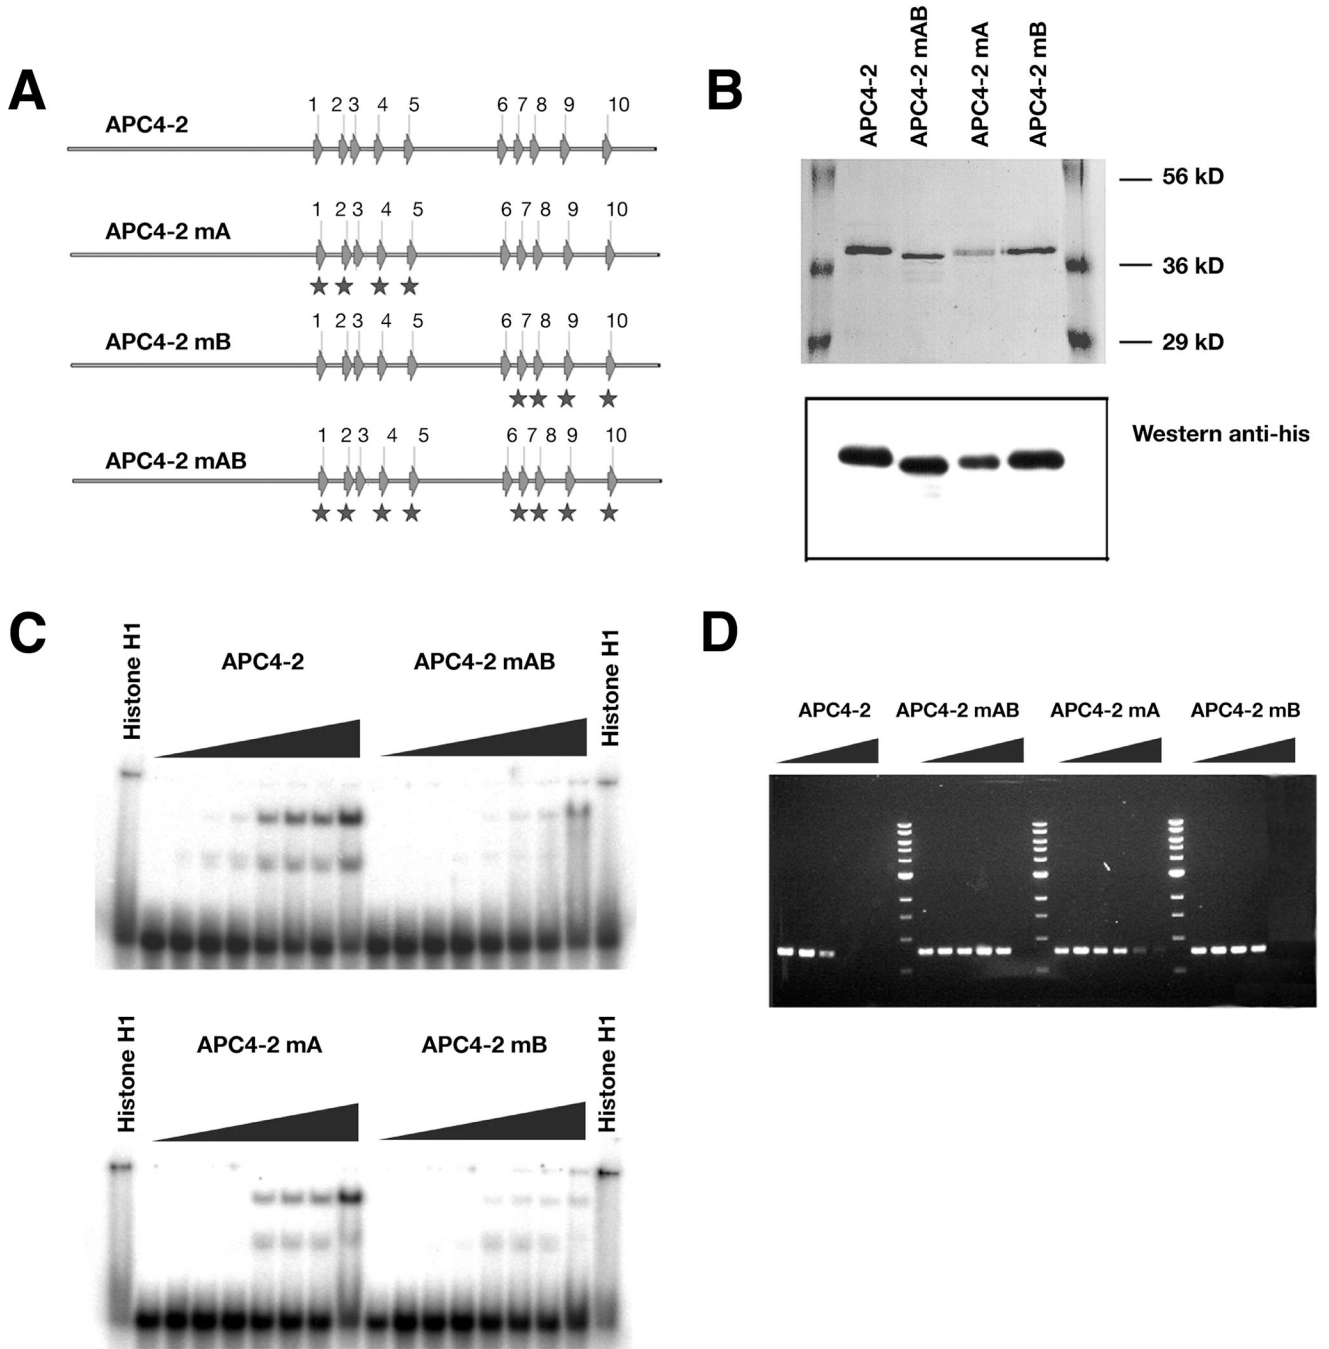 A
APC4-2
1 2 3 4 5 6 7 8 9 10
APC4-2 mA
1 2 3 4 5 6 7 8 9 10
APC4-2 mB
1 2 3 4 5 6 7 8 9 10
APC4-2 mAB
1 2 3 4 5 6 7 8 9 10
B
APC4-2
APC4-2 mAB
APC4-2 mA
APC4-2 mB
56 kD
36 kD
29 kD
Western anti-his
C
Histone H1
APC4-2
APC4-2 mAB
Histone H1
Histone H1
APC4-2 mA
APC4-2 mB
Histone H1
D
APC4-2
APC4-2 mAB
APC4-2 mA
APC4-2 mB